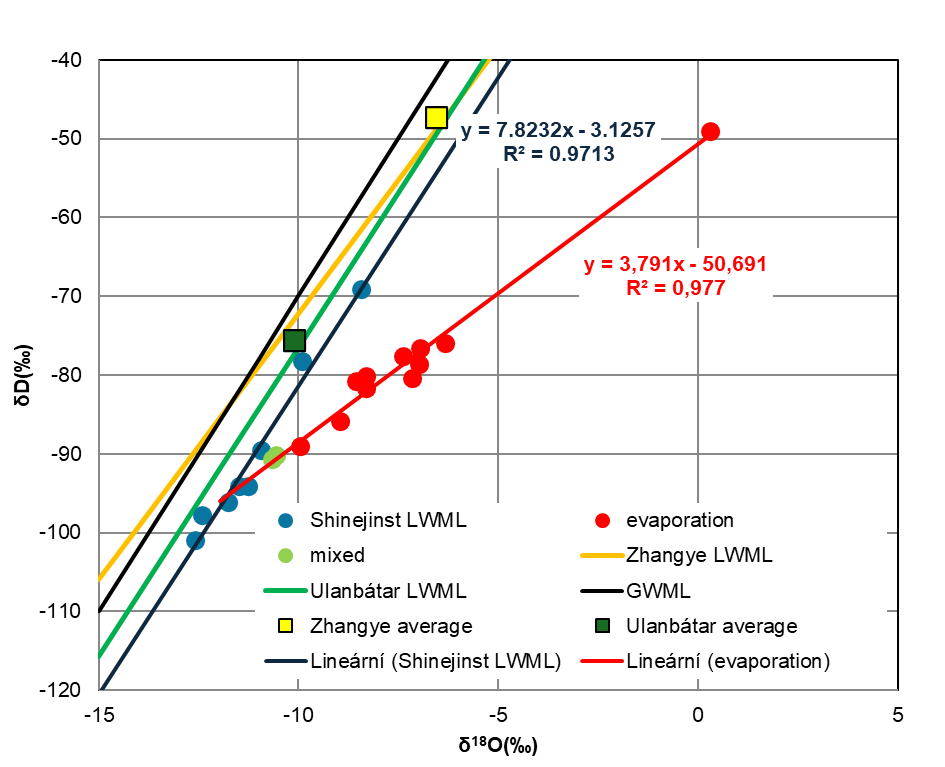 -40
-50
-60
-70
-80
-90
-100
-110
-120
δD(‰)
y = 7.8232x - 3.1257
R² = 0.9713
y = 3,791x - 50,691
R² = 0,977
Shinejinst LWML
evaporation
mixed
Zhangye LWML
Ulanbátar LWML
GWML
Zhangye average
Ulanbátar average
Lineární (Shinejinst LWML)
Lineární (evaporation)
-15
-10
-5
0
5
δ¹⁸O(‰)